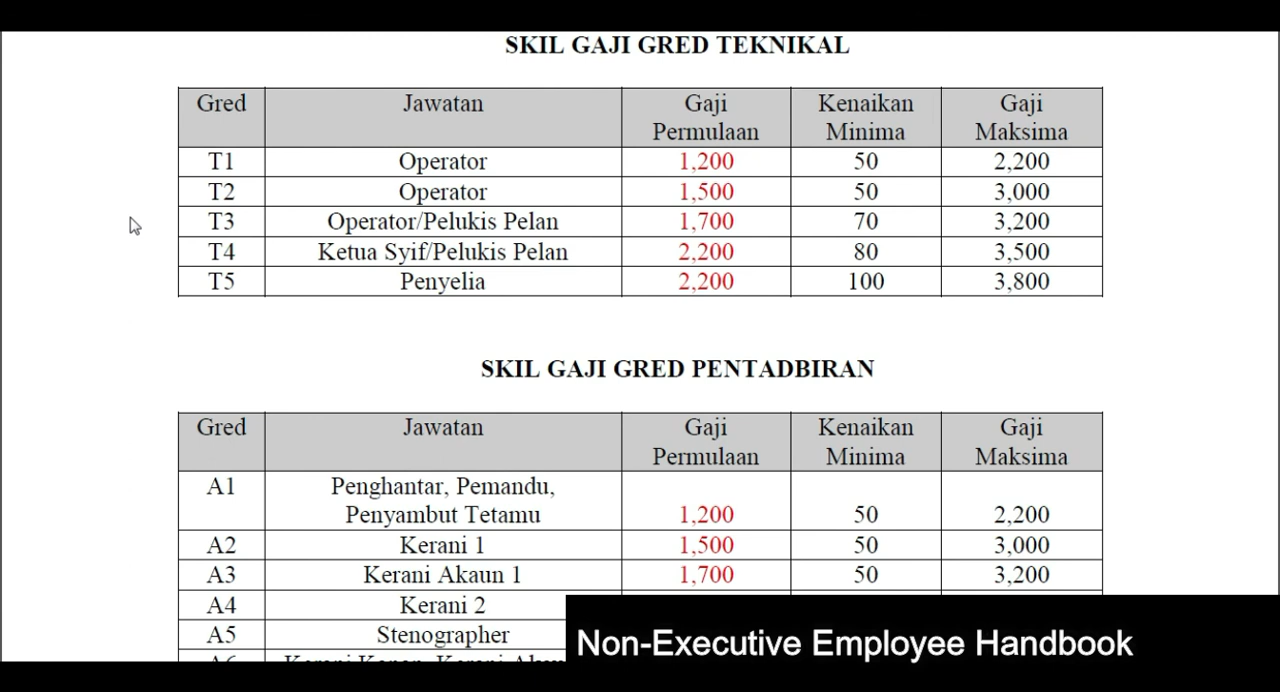 SKIL GAJI GRED TEKNIKAL
Gred Jawatan Gaji Permulaan Kenaikan Minima Gaji Maksima
T1 Operator 1,200 50 2,200
T2 Operator 1,500 50 3,000
T3 Operator/Pelukis Pelan 1,700 70 3,200
T4 Ketua Syif/Pelukis Pelan 2,200 80 3,500
T5 Penyelia 2,200 100 3,800
SKIL GAJI GRED PENTADBIRAN
Gred Jawatan Gaji Permulaan Kenaikan Minima Gaji Maksima
A1 Penghantar, Pemandu, Penyambut Tetamu 1,200 50 2,200
A2 Kerani 1 1,500 50 3,000
A3 Kerani Akaun 1 1,700 50 3,200
A4 Kerani 2
A5 Stenographer
Non-Executive Employee Handbook